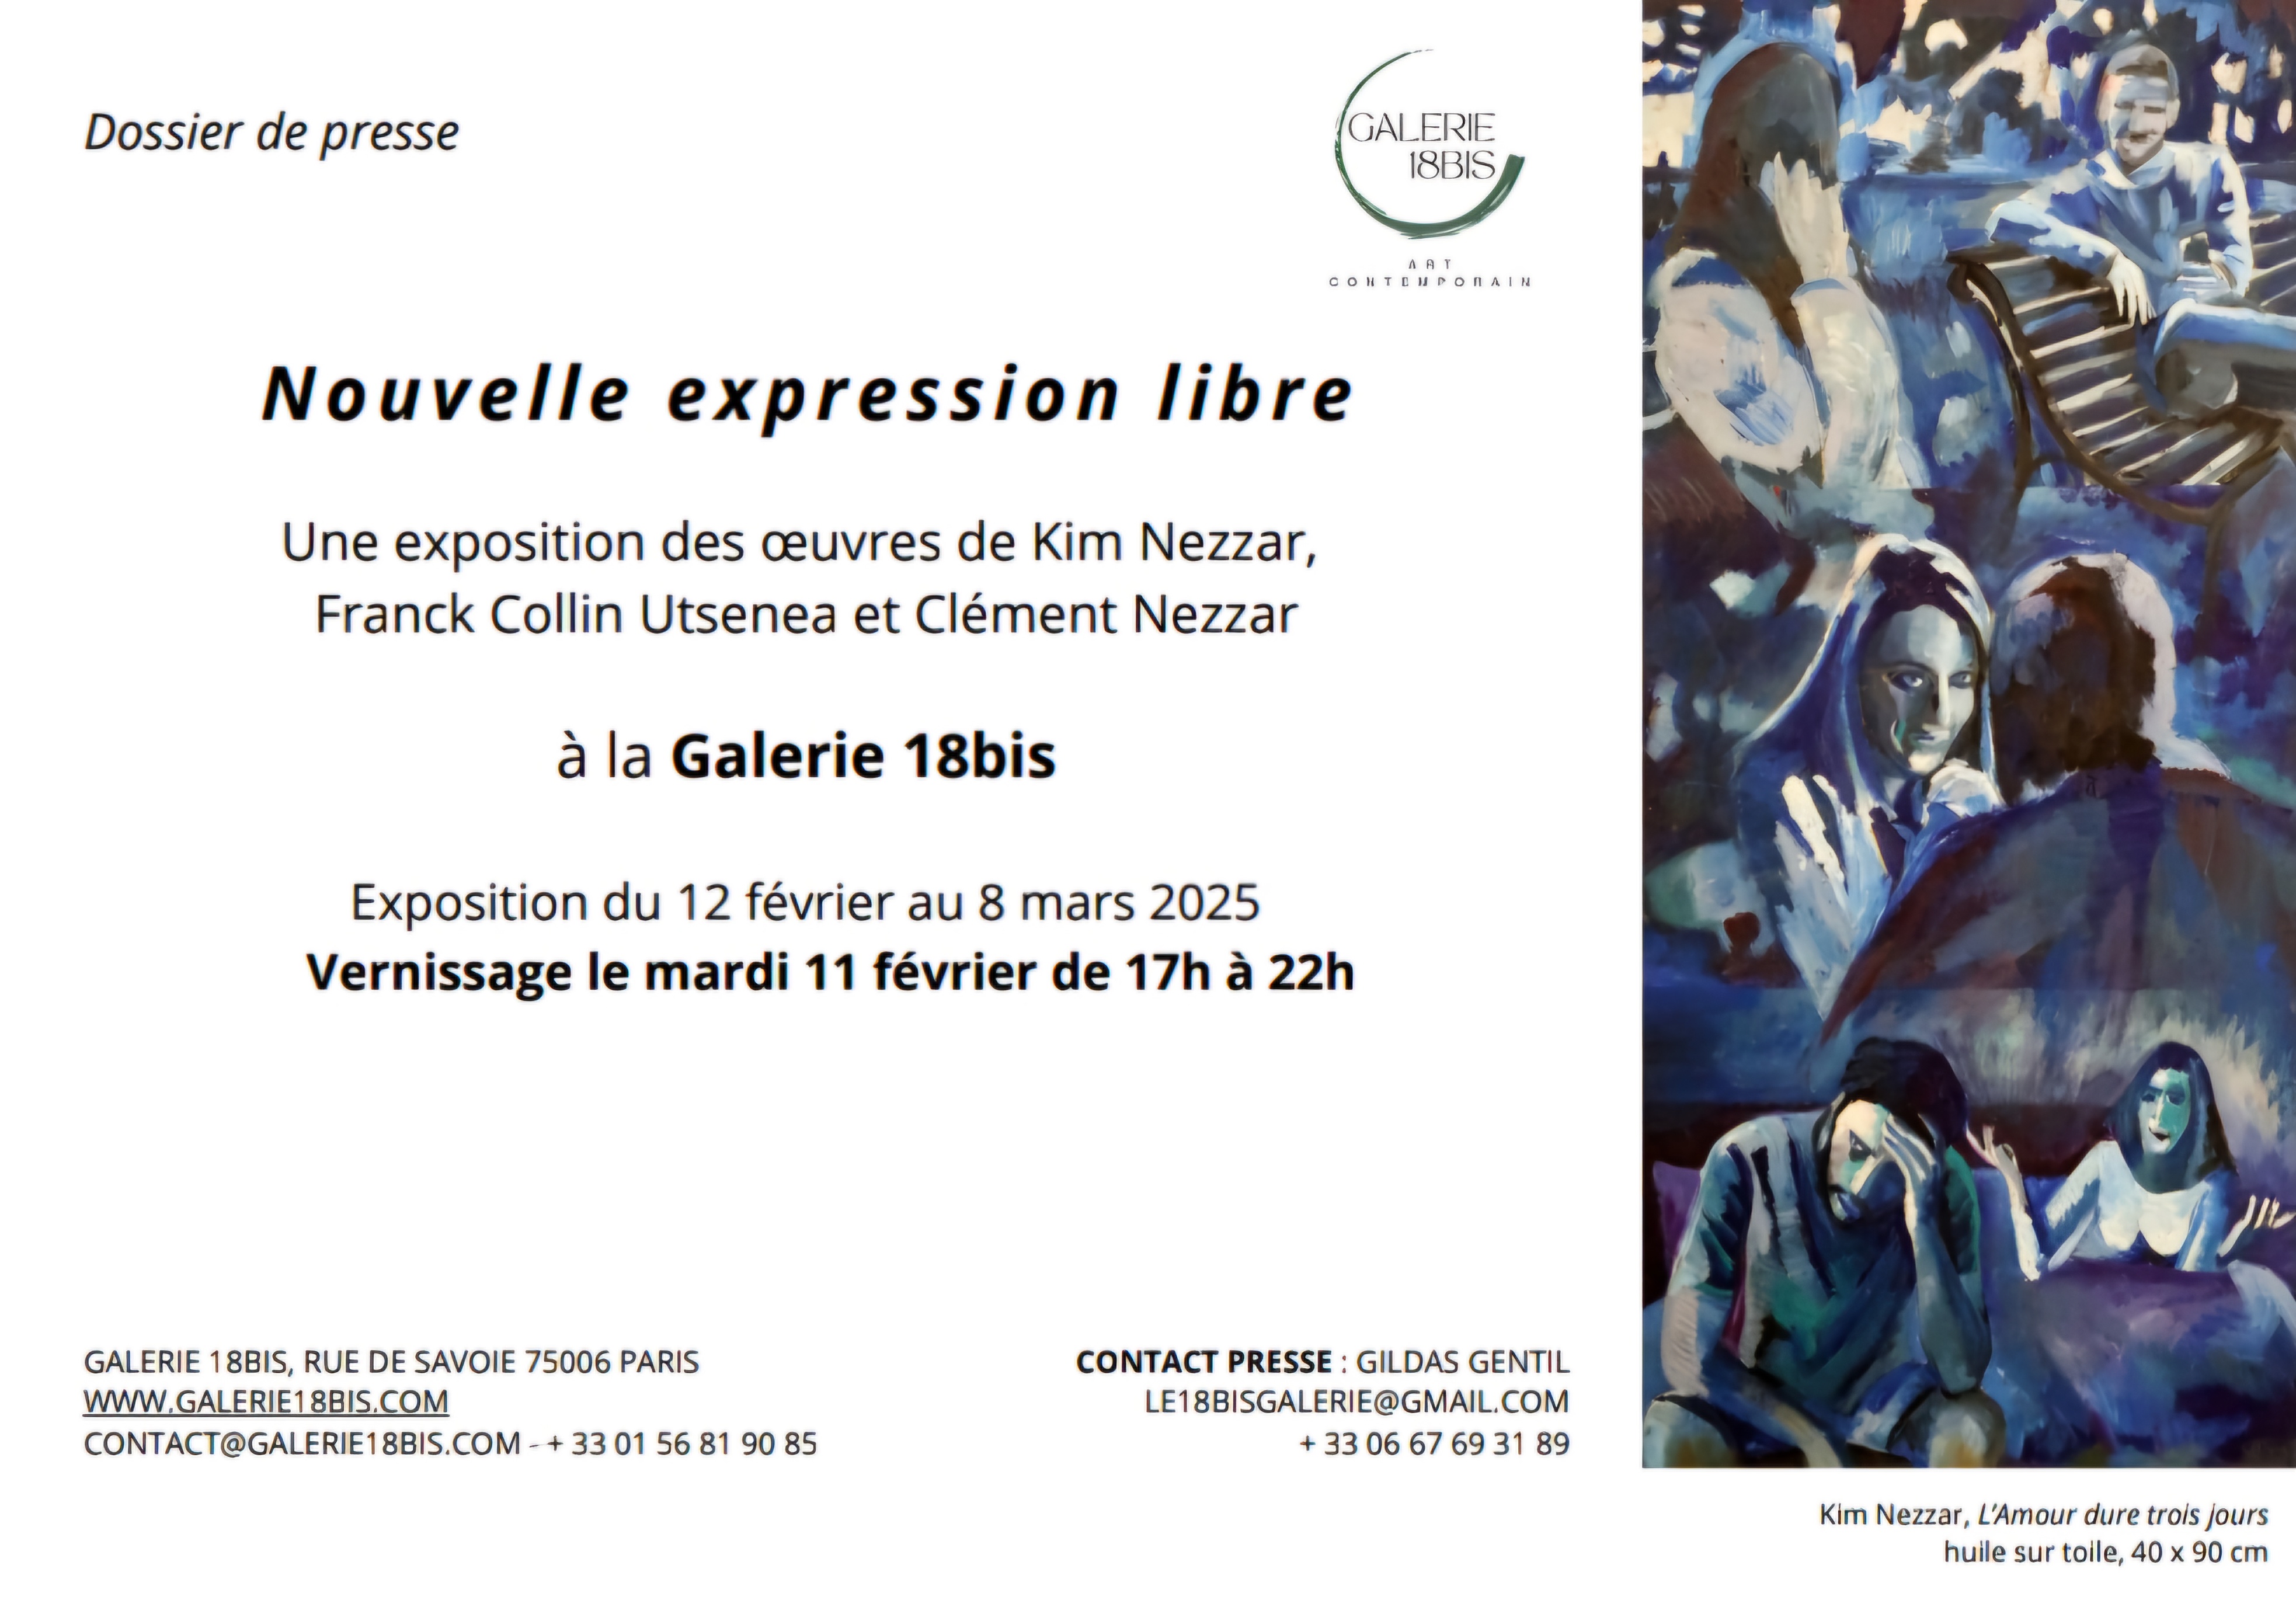 Dossier de presse
GALERIE
18BIS
ART
CONTEMPORAIN
Nouvelle expression libre
Une exposition des œuvres de Kim Nezzar,
Franck Collin Utsenea et Clément Nezzar
à la Galerie 18bis
Exposition du 12 février au 8 mars 2025
Vernissage le mardi 11 février de 17h à 22h
GALERIE 18BIS, RUE DE SAVOIE 75006 PARIS
WWW.GALERIE18BIS.COM
CONTACT@GALERIE18BIS.COM - + 33 01 56 81 90 85
CONTACT PRESSE : GILDAS GENTIL
LE18BISGALERIE@GMAIL.COM
+ 33 06 67 69 31 89
Kim Nezzar, L'Amour dure trois jours
huile sur toile, 40 x 90 cm